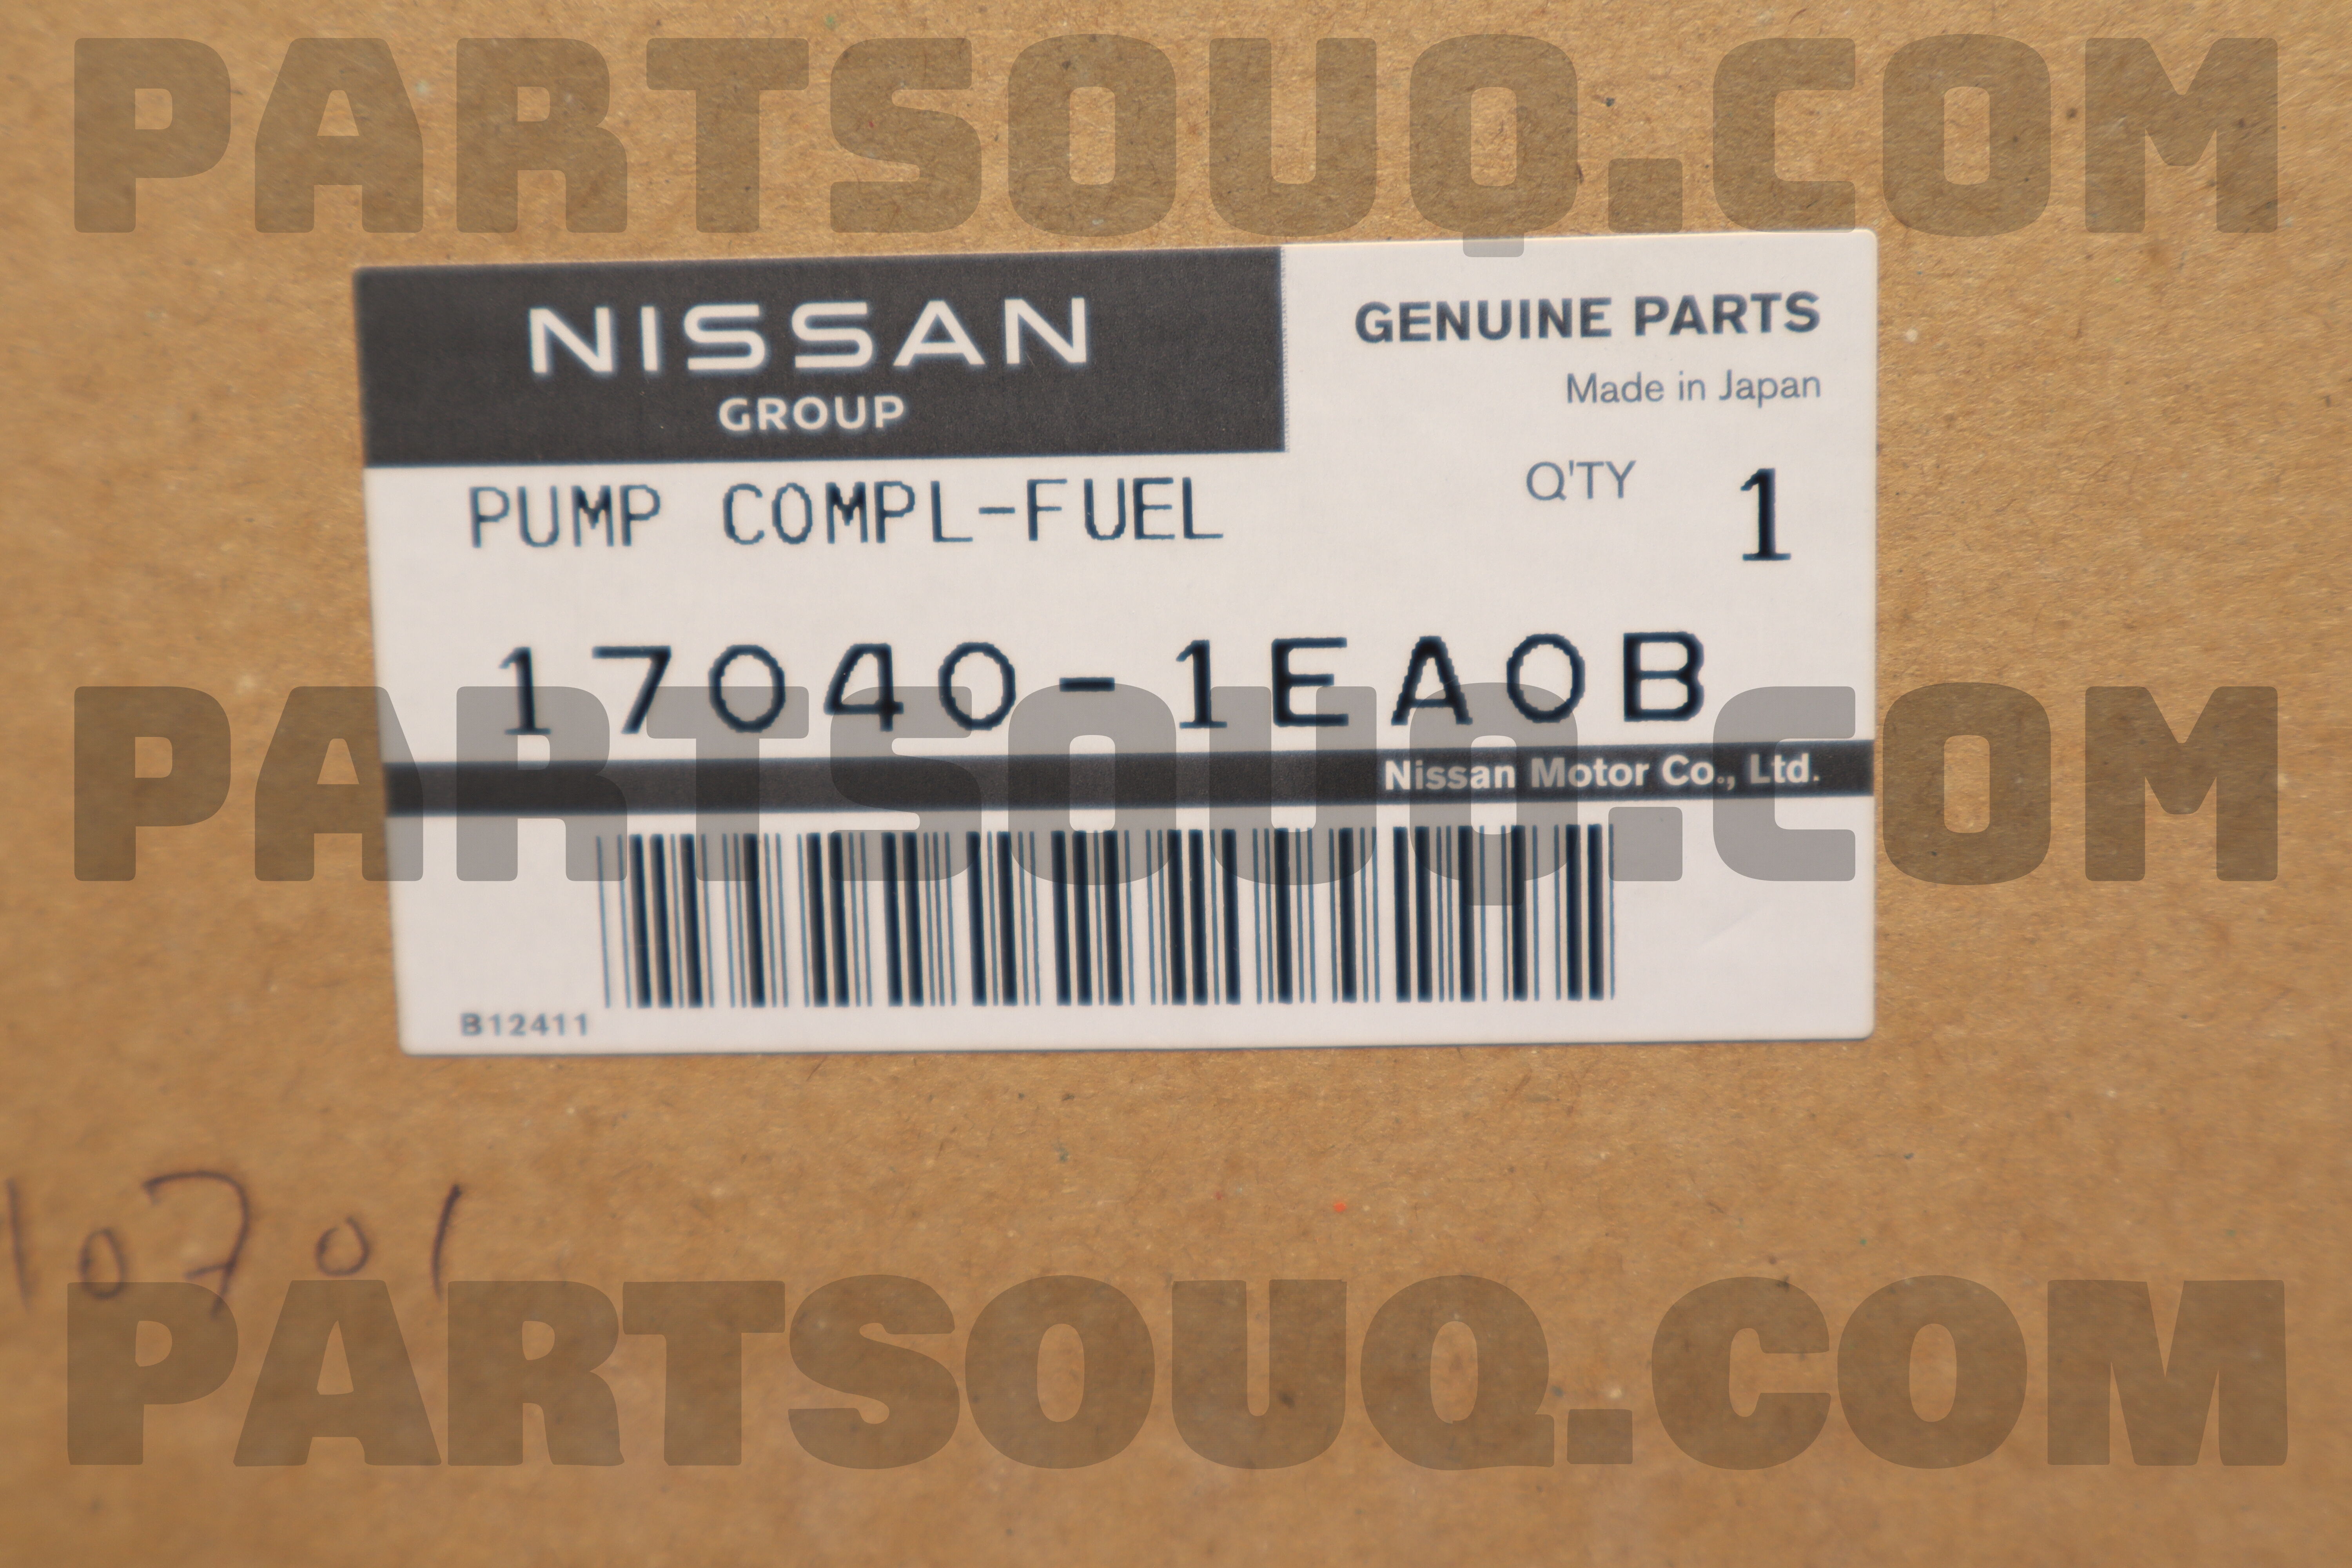 PARTSOUQ.COM
NISSAN
GROUP
GENUINE PARTS
Made in Japan
PUMP COMPL-FUEL
Q'TY 1
17040-1EA0B
PARTSOUQ.COM
Nissan Motor Co., Ltd.
B12411
10701
PARTSOUQ.COM